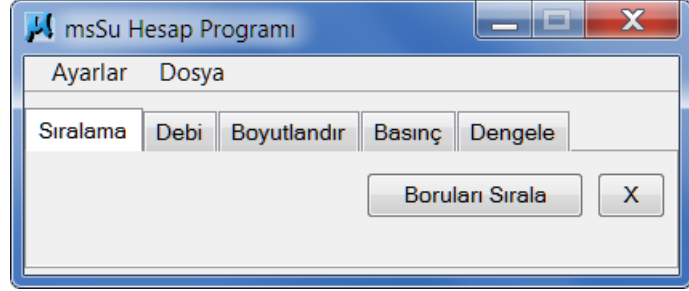 msSu Hesap Programı
Ayarlar Dosya
Sıralama Debi Boyutlandır Basınç Dengele
Boruları Sırala X